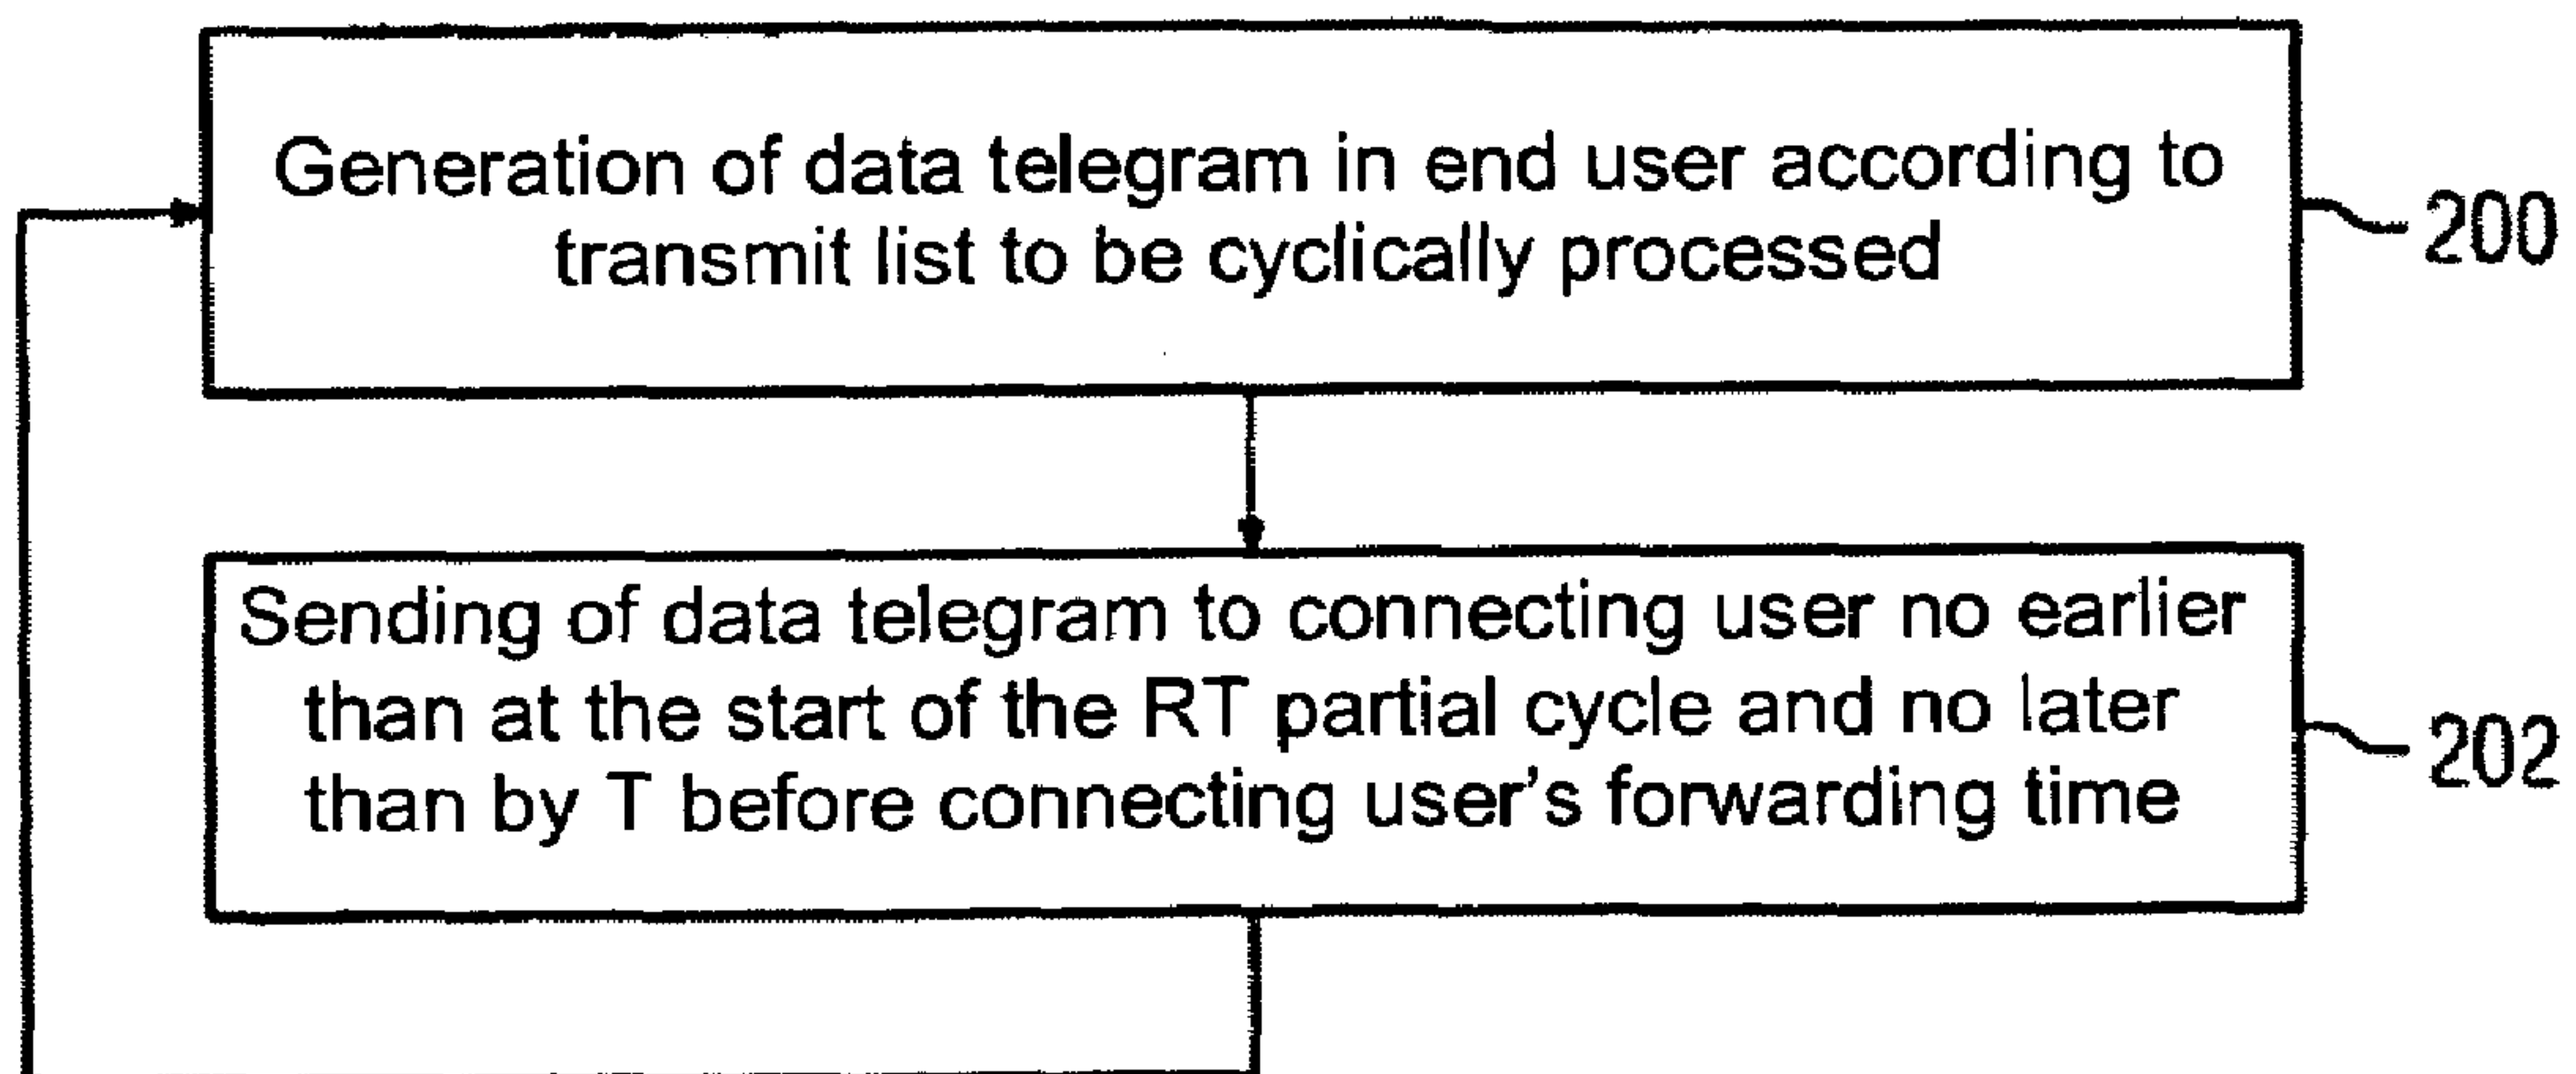 Generation of data telegram in end user according to
transmit list to be cyclically processed
200
Sending of data telegram to connecting user no earlier
than at the start of the RT partial cycle and no later
than by T before connecting user's forwarding time
202